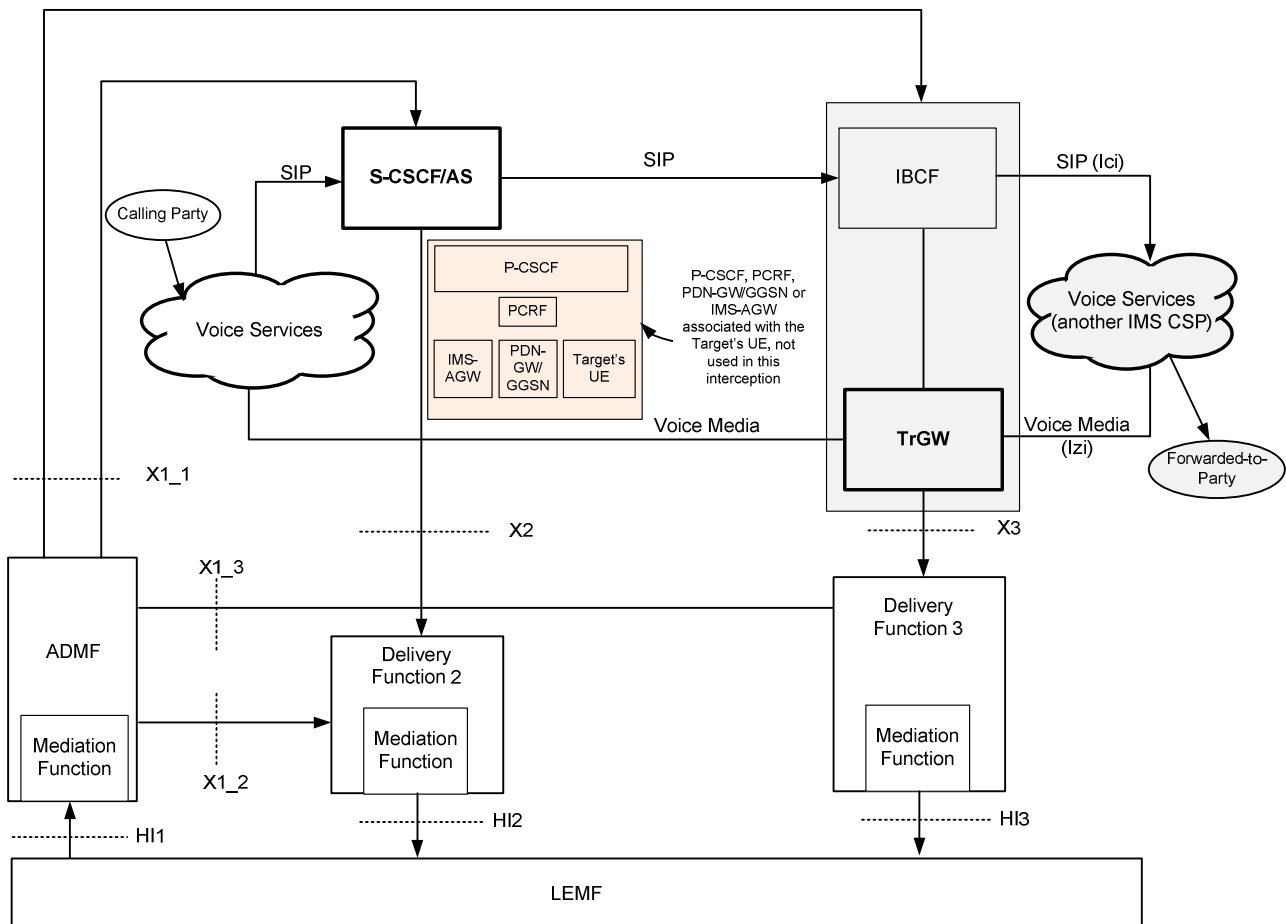 S-CSCF/AS
SIP
SIP
IBCF
SIP (Ici)
Calling Party
Voice Services
P-CSCF
PCRF
IMS-
AGW
PDN-
GW/
GGSN
Target's
UE
P-CSCF, PCRF,
PDN-GW/GGSN or
IMS-AGW
associated with the
Target's UE, not
used in this
interception
Voice Services
(another IMS CSP)
Voice Media
TrGW
Voice Media
(Izi)
Forwarded-to-
Party
X1_1
X2
X3
X1_3
ADMF
Mediation
Function
X1_2
Delivery
Function 2
Mediation
Function
Delivery
Function 3
Mediation
Function
HI1
HI2
HI3
LEMF